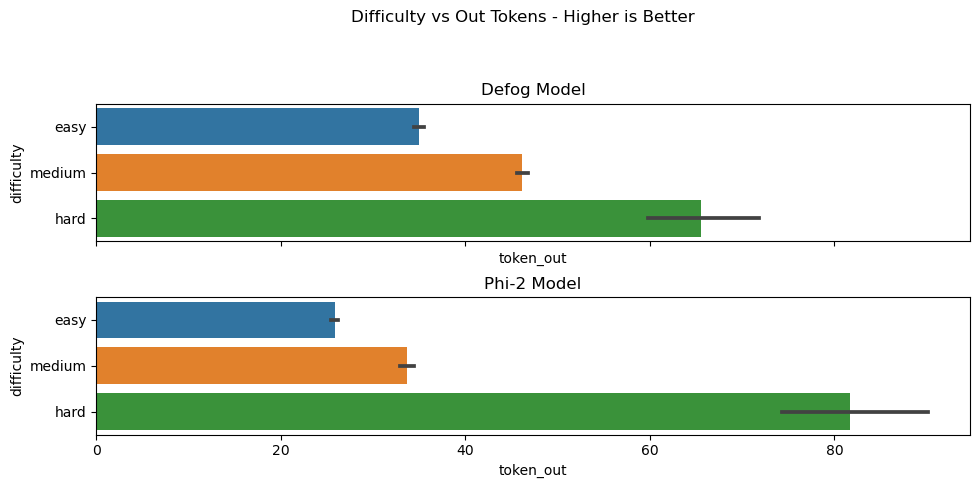 Difficulty vs Out Tokens - Higher is Better
Defog Model
difficulty
easy
medium
hard
token_out
Phi-2 Model
difficulty
easy
medium
hard
0 20 40 60 80
token_out